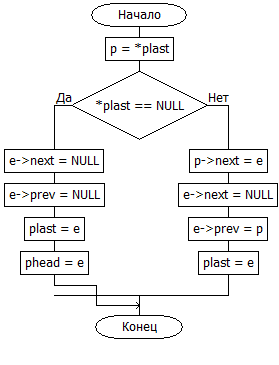 Начало
p = *plast
Да
*plast == NULL
Нет
e->next = NULL
p->next = e
e->prev = NULL
e->next = NULL
plast = e
e->prev = p
phead = e
plast = e
Конец